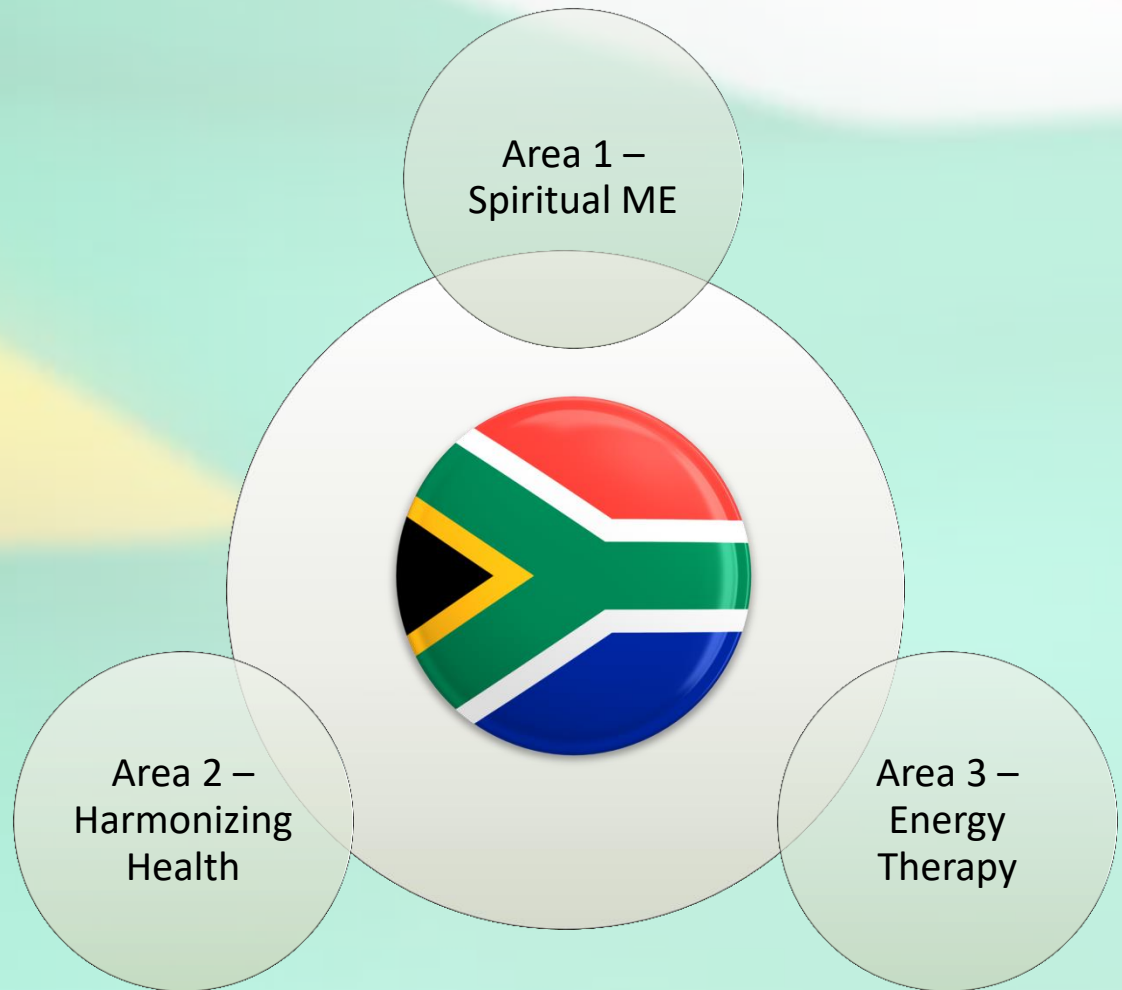 Area 1 –
Spiritual ME
Area 2 –
Harmonizing
Health
Area 3 –
Energy
Therapy